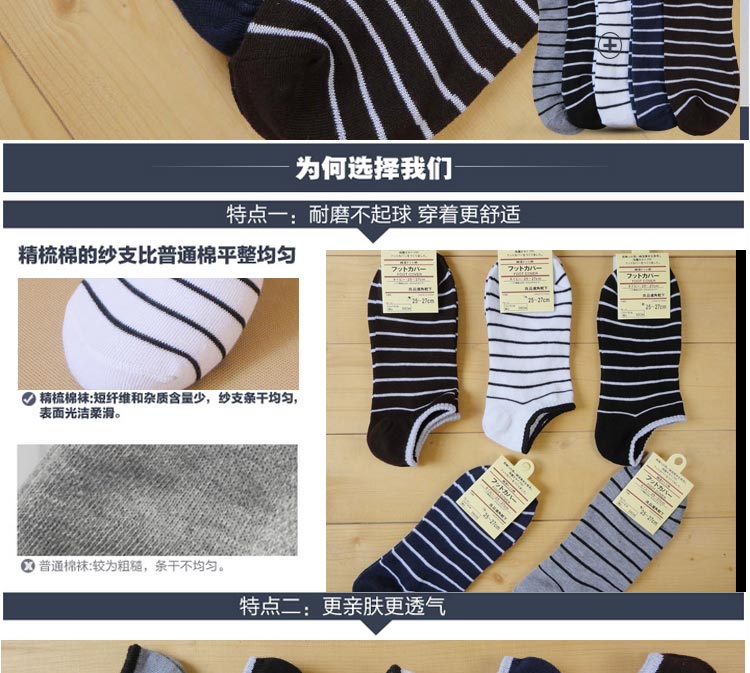 为何选择我们
特点一：耐磨不起球 穿着更舒适
精梳棉的纱支比普通棉平整均匀
精梳棉袜:短纤维和杂质含量少，纱支条干均匀，
表面光洁柔滑。
普通棉袜:较为粗糙，条干不均匀。
フットカバー
25-27cm
フットカバー
25-27cm
フットカバー
25-27cm
フットカバー
25-27cm
フットカバー
25-27cm
特点二：更亲肤更透气